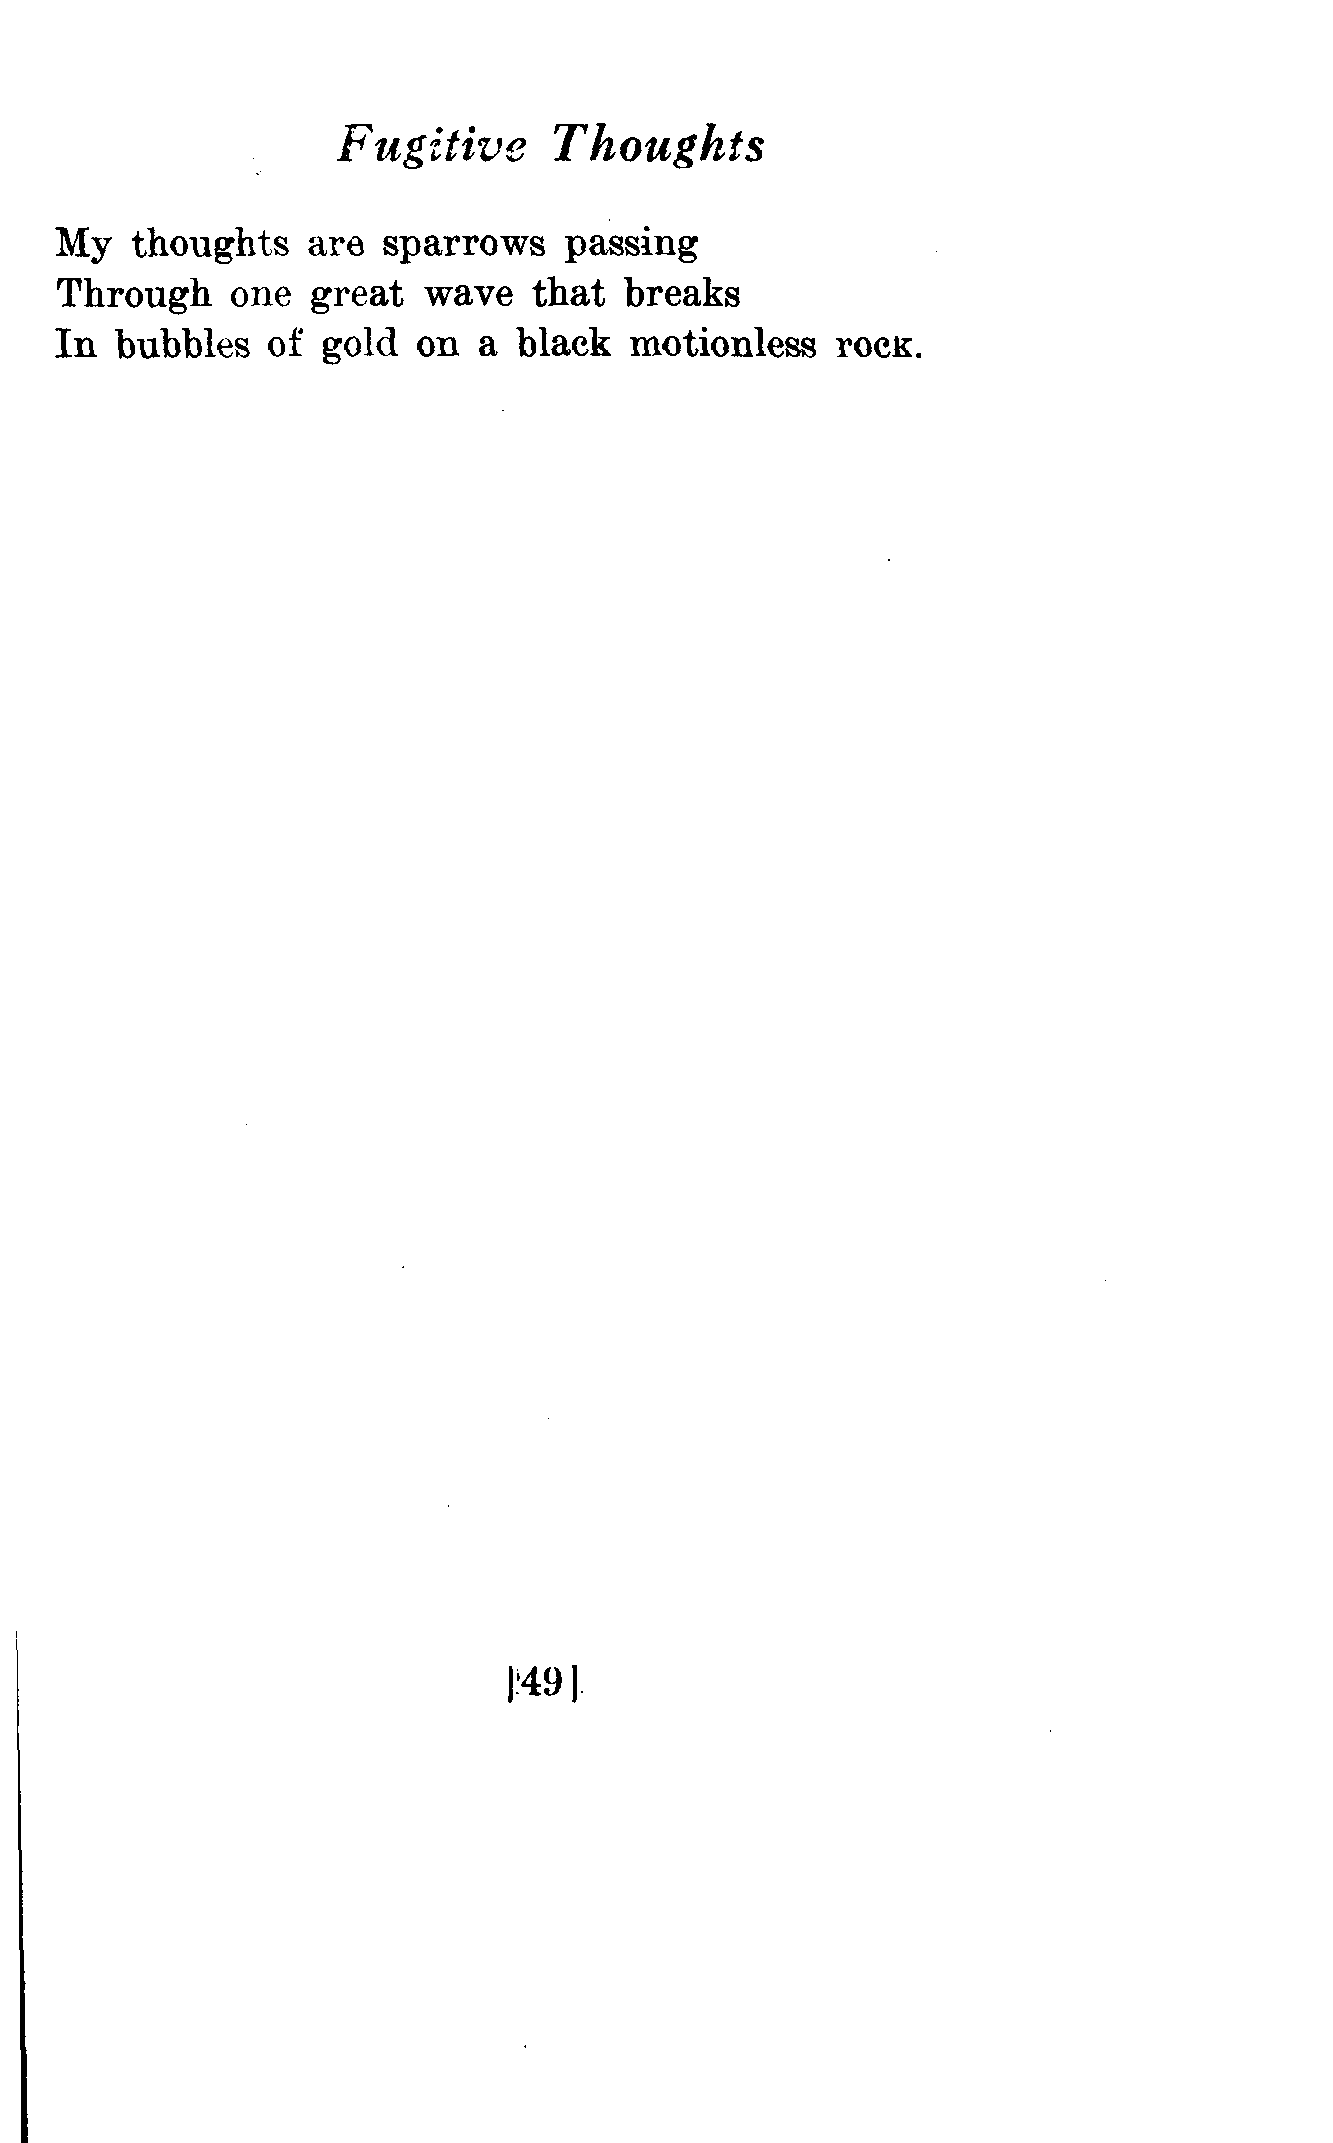 Fugitive Thoughts
My thoughts are sparrows passing
Through one great wave that breaks
In bubbles of gold on a black motionless rock.
[49]